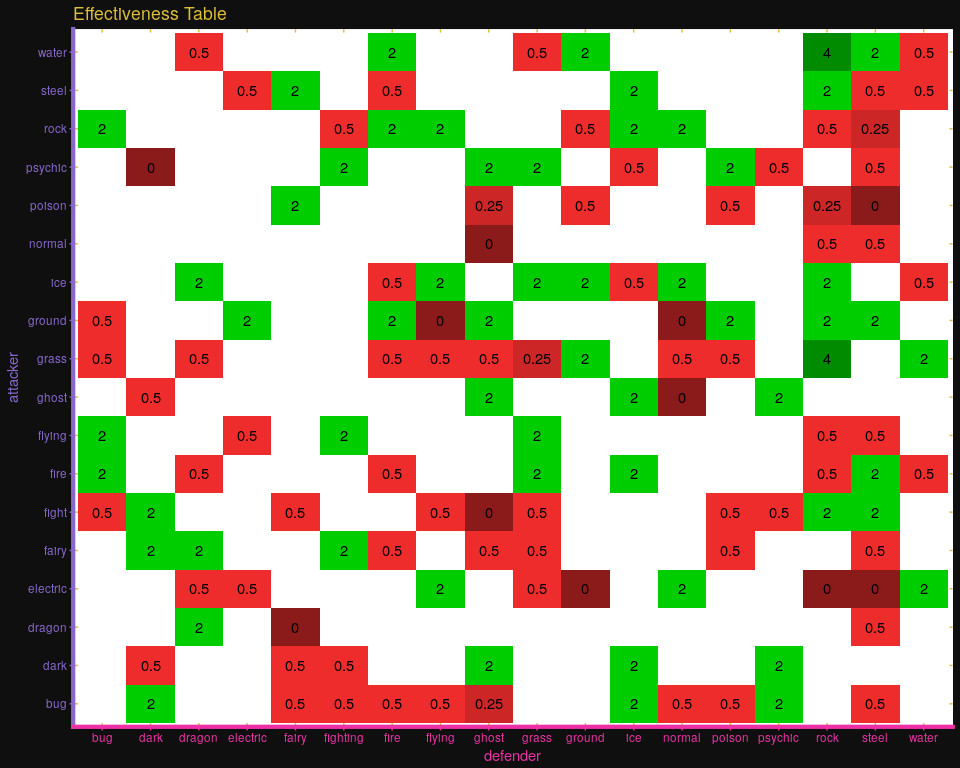 Effectiveness Table
water 0.5 2 0.5 2 4 2 0.5
steel 0.5 2 0.5 2 2 0.5 0.5
rock 2 0.5 2 2 0.5 2 2 0.5 0.25
psychic 0 2 2 2 0.5 2 0.5 0.5
poison 2 0.25 0.5 0.5 0.25 0
normal 0 0.5 0.5
ice 2 0.5 2 2 2 0.5 2 2 0.5
ground 0.5 2 2 0 2 0 2 2 2
grass 0.5 0.5 0.5 0.5 0.5 0.25 2 0.5 0.5 4 2
ghost 0.5 2 2 0 2
flying 2 0.5 2 2 0.5 0.5
fire 2 0.5 0.5 2 2 0.5 2 0.5
fight 0.5 2 0.5 0.5 0 0.5 0.5 0.5 2 2
fairy 2 2 2 0.5 0.5 0.5 0.5 0.5
electric 0.5 0.5 2 0.5 0 2 0 0 2
dragon 2 0 0.5
dark 0.5 0.5 0.5 2 2 2
bug 2 0.5 0.5 0.5 0.5 0.25 2 0.5 0.5 2 0.5
attacker
bug dark dragon electric fairy fighting fire flying ghost grass ground ice normal poison psychic rock steel water
defender